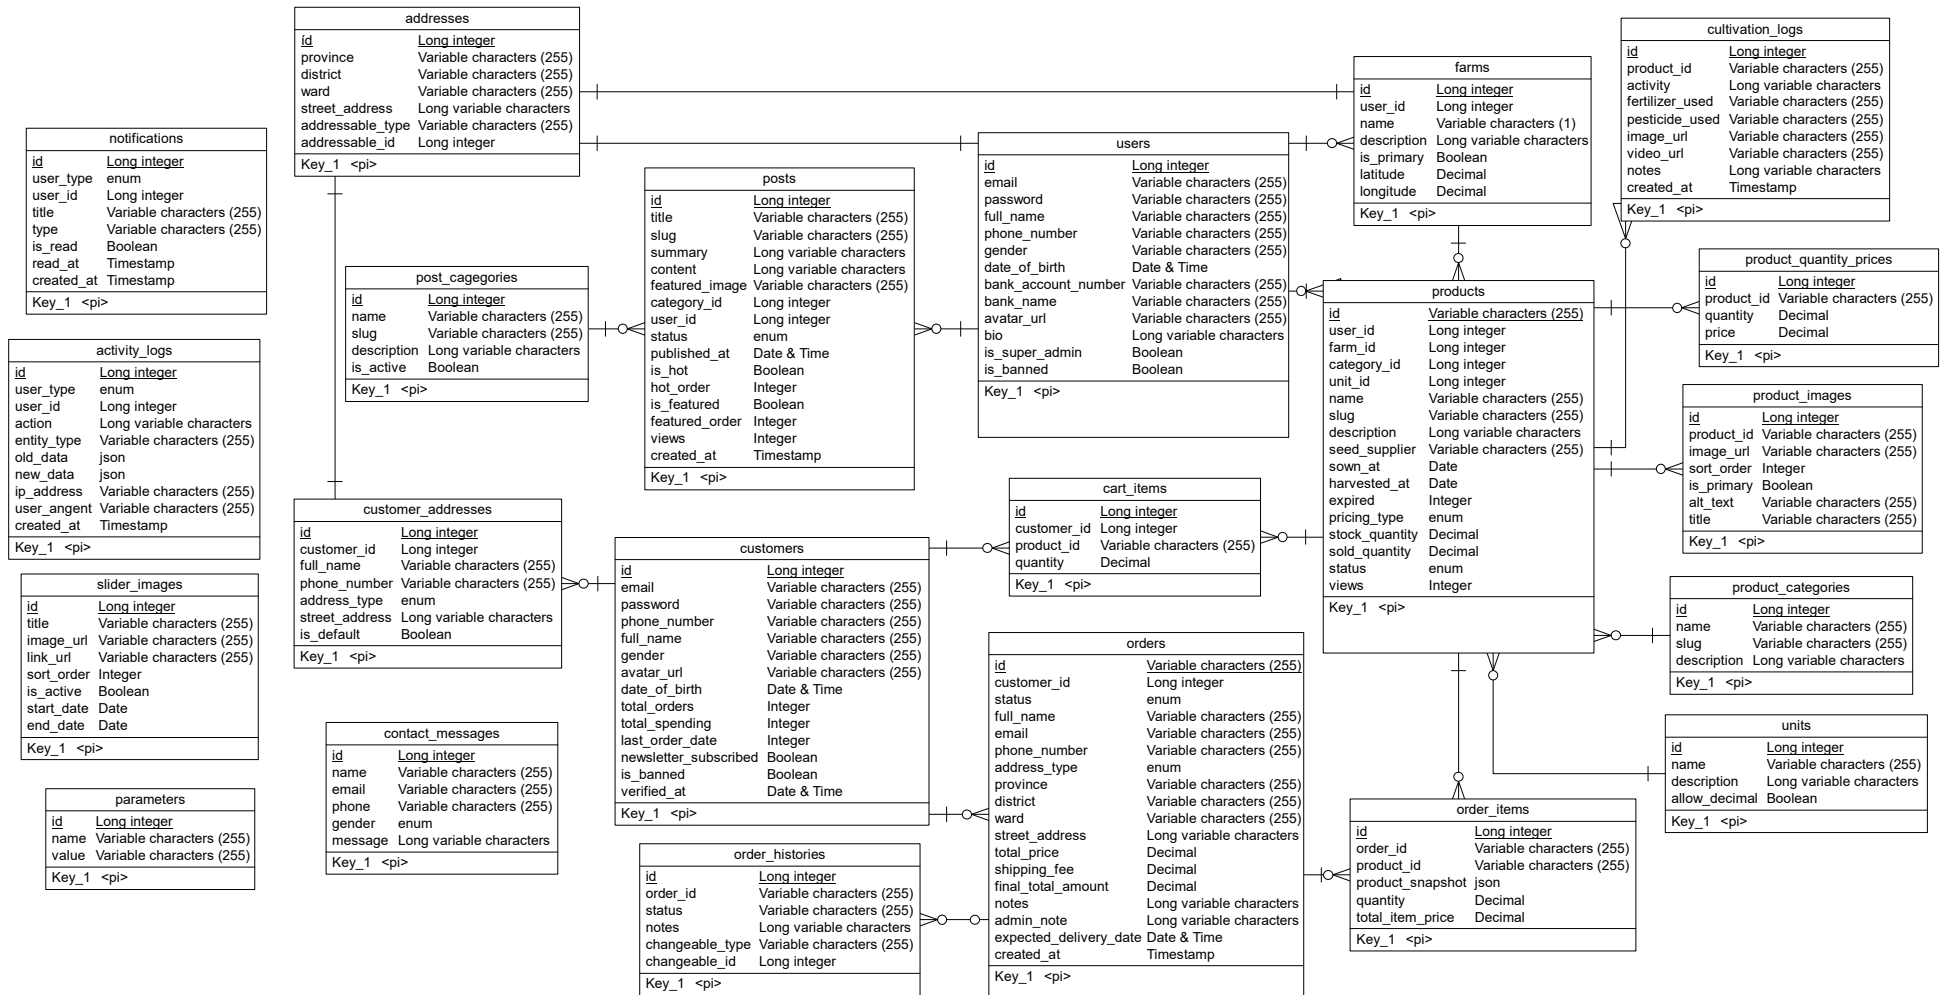 addresses
id Long integer
province Variable characters (255)
district Variable characters (255)
ward Variable characters (255)
street_address Long variable characters
addressable_type Variable characters (255)
addressable_id Long integer
Key_1 <pi>
cultivation_logs
id Long integer
product_id Variable characters (255)
activity Long variable characters
fertilizer_used Variable characters (255)
pesticide_used Variable characters (255)
image_url Variable characters (255)
video_url Variable characters (255)
notes Long variable characters
created_at Timestamp
Key_1 <pi>
farms
id Long integer
user_id Long integer
name Variable characters (1)
description Long variable characters
is_primary Boolean
latitude Decimal
longitude Decimal
Key_1 <pi>
notifications
id Long integer
user_type enum
user_id Long integer
title Variable characters (255)
type Variable characters (255)
is_read Boolean
read_at Timestamp
created_at Timestamp
Key_1 <pi>
users
id Long integer
email Variable characters (255)
password Variable characters (255)
full_name Variable characters (255)
phone_number Variable characters (255)
gender Variable characters (255)
date_of_birth Date & Time
bank_account_number Variable characters (255)
bank_name Variable characters (255)
avatar_url Variable characters (255)
bio Long variable characters
is_super_admin Boolean
is_banned Boolean
Key_1 <pi>
posts
id Long integer
title Variable characters (255)
slug Variable characters (255)
summary Long variable characters
content Long variable characters
featured_image Variable characters (255)
category_id Long integer
user_id Long integer
status enum
published_at Date & Time
is_hot Boolean
hot_order Integer
is_featured Boolean
featured_order Integer
views Integer
created_at Timestamp
Key_1 <pi>
post_cagegories
id Long integer
name Variable characters (255)
slug Variable characters (255)
description Long variable characters
is_active Boolean
Key_1 <pi>
product_quantity_prices
id Long integer
product_id Variable characters (255)
quantity Decimal
price Decimal
Key_1 <pi>
products
id Variable characters (255)
user_id Long integer
farm_id Long integer
category_id Long integer
unit_id Long integer
name Variable characters (255)
slug Variable characters (255)
description Long variable characters
seed_supplier Variable characters (255)
sown_at Date
harvested_at Date
expired Integer
pricing_type enum
stock_quantity Decimal
sold_quantity Decimal
status enum
views Integer
Key_1 <pi>
activity_logs
id Long integer
user_type enum
user_id Long integer
action Long variable characters
entity_type Variable characters (255)
old_data json
new_data json
ip_address Variable characters (255)
user_angent Variable characters (255)
created_at Timestamp
Key_1 <pi>
product_images
id Long integer
product_id Variable characters (255)
image_url Variable characters (255)
sort_order Integer
is_primary Boolean
alt_text Variable characters (255)
title Variable characters (255)
Key_1 <pi>
cart_items
id Long integer
customer_id Long integer
product_id Variable characters (255)
quantity Decimal
Key_1 <pi>
customer_addresses
id Long integer
customer_id Long integer
full_name Variable characters (255)
phone_number Variable characters (255)
address_type enum
street_address Long variable characters
is_default Boolean
Key_1 <pi>
customers
id Long integer
email Variable characters (255)
password Variable characters (255)
phone_number Variable characters (255)
full_name Variable characters (255)
gender Variable characters (255)
avatar_url Variable characters (255)
date_of_birth Date & Time
total_orders Integer
total_spending Integer
last_order_date Integer
newsletter_subscribed Boolean
is_banned Boolean
verified_at Date & Time
Key_1 <pi>
slider_images
id Long integer
title Variable characters (255)
image_url Variable characters (255)
link_url Variable characters (255)
sort_order Integer
is_active Boolean
start_date Date
end_date Date
Key_1 <pi>
product_categories
id Long integer
name Variable characters (255)
slug Variable characters (255)
description Long variable characters
Key_1 <pi>
orders
id Variable characters (255)
customer_id Long integer
status enum
full_name Variable characters (255)
email Variable characters (255)
phone_number Variable characters (255)
address_type enum
province Variable characters (255)
district Variable characters (255)
ward Variable characters (255)
street_address Long variable characters
total_price Decimal
shipping_fee Decimal
final_total_amount Decimal
notes Long variable characters
admin_note Long variable characters
expected_delivery_date Date & Time
created_at Timestamp
Key_1 <pi>
units
id Long integer
name Variable characters (255)
description Long variable characters
allow_decimal Boolean
Key_1 <pi>
contact_messages
id Long integer
name Variable characters (255)
email Variable characters (255)
phone Variable characters (255)
gender enum
message Long variable characters
Key_1 <pi>
parameters
id Long integer
name Variable characters (255)
value Variable characters (255)
Key_1 <pi>
order_items
id Long integer
order_id Variable characters (255)
product_id Variable characters (255)
product_snapshot json
quantity Decimal
total_item_price Decimal
Key_1 <pi>
order_histories
id Long integer
order_id Variable characters (255)
status Variable characters (255)
notes Long variable characters
changeable_type Variable characters (255)
changeable_id Long integer
Key_1 <pi>